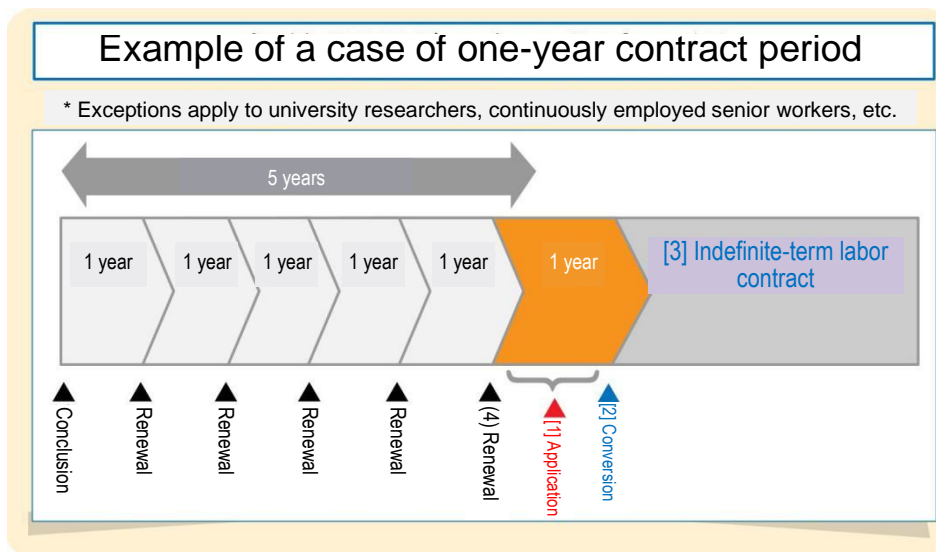 Example of a case of one-year contract period
* Exceptions apply to university researchers, continuously employed senior workers, etc.
5 years
1 year
1 year
1 year
1 year
1 year
1 year
[3] Indefinite-term labor
contract
Conclusion
Renewal
Renewal
Renewal
Renewal
(4) Renewal
[1] Application
[2] Conversion